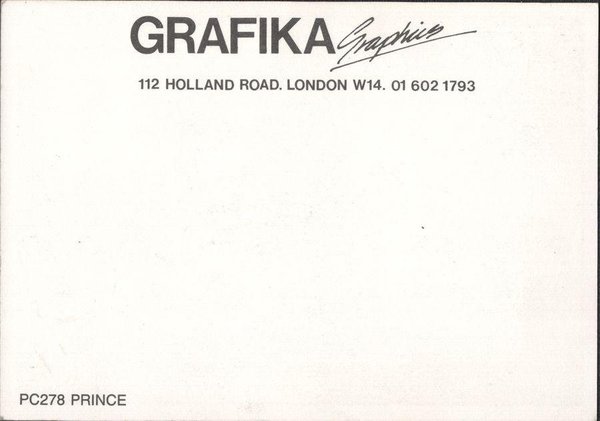 GRAFIKA Graphics
112 HOLLAND ROAD. LONDON W14. 01 602 1793
PC278 PRINCE